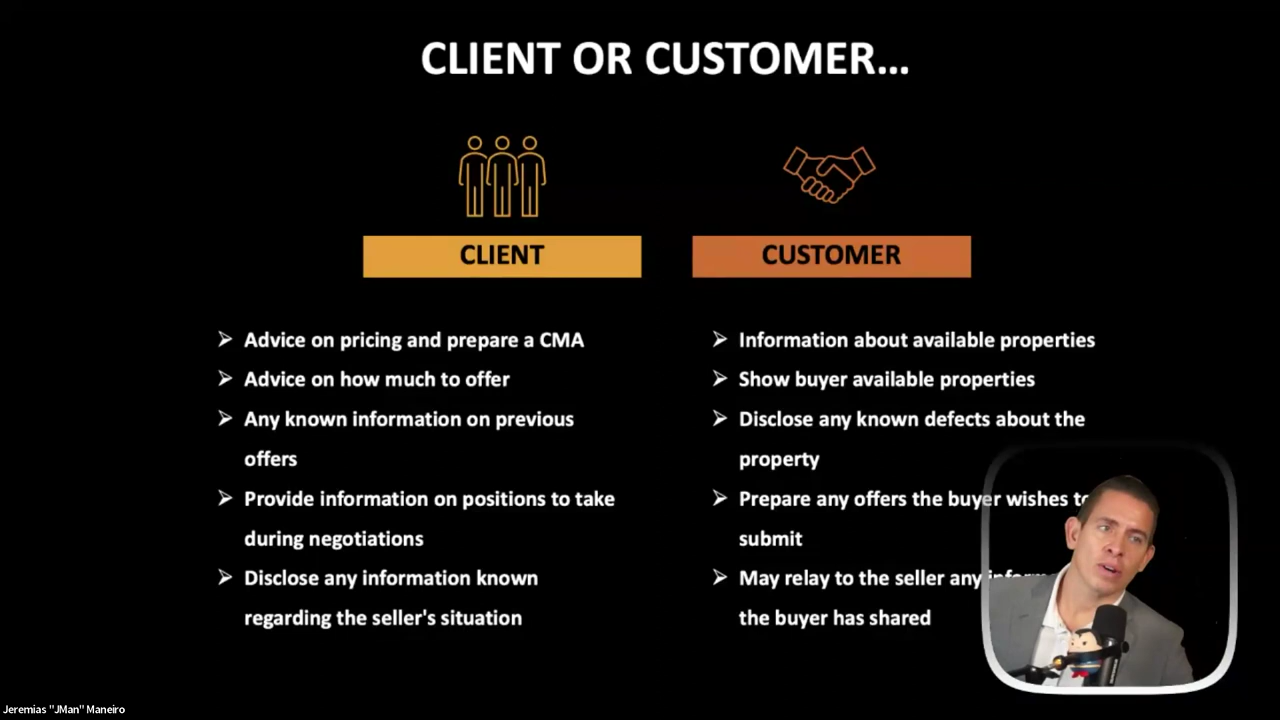 CLIENT OR CUSTOMER...
CLIENT
CUSTOMER
➢ Advice on pricing and prepare a CMA
➢ Advice on how much to offer
➢ Any known information on previous
offers
➢ Provide information on positions to take
during negotiations
➢ Disclose any information known
regarding the seller's situation
➢ Information about available properties
➢ Show buyer available properties
➢ Disclose any known defects about the
property
➢ Prepare any offers the buyer wishes to
submit
➢ May relay to the seller any
the buyer has shared
Jeremias "JMan" Maneiro